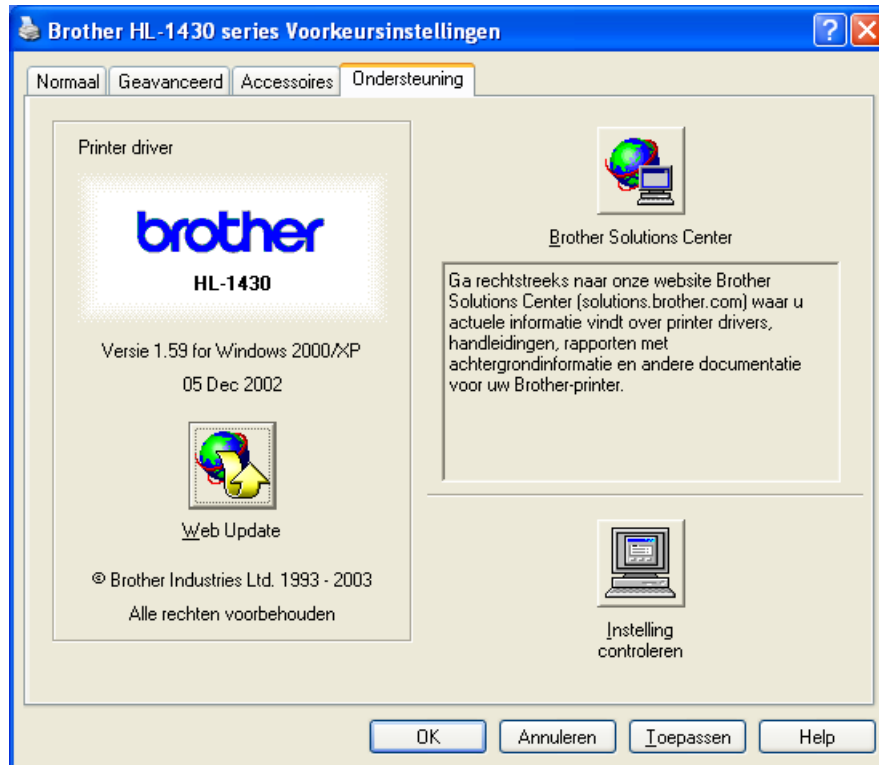 Brother HL-1430 series Voorkeursinstellingen
Normaal Geavanceerd Accessoires Ondersteuning
Printer driver
brother
HL-1430
Versie 1.59 for Windows 2000/XP
05 Dec 2002
Web Update
© Brother Industries Ltd. 1993 - 2003
Alle rechten voorbehouden
Brother Solutions Center
Ga rechtstreeks naar onze website Brother
Solutions Center (solutions.brother.com) waar u
actuele informatie vindt over printer drivers,
handleidingen, rapporten met
achtergrondinformatie en andere documentatie
voor uw Brother-printer.
Instelling
controleren
OK Annuleren Toepassen Help